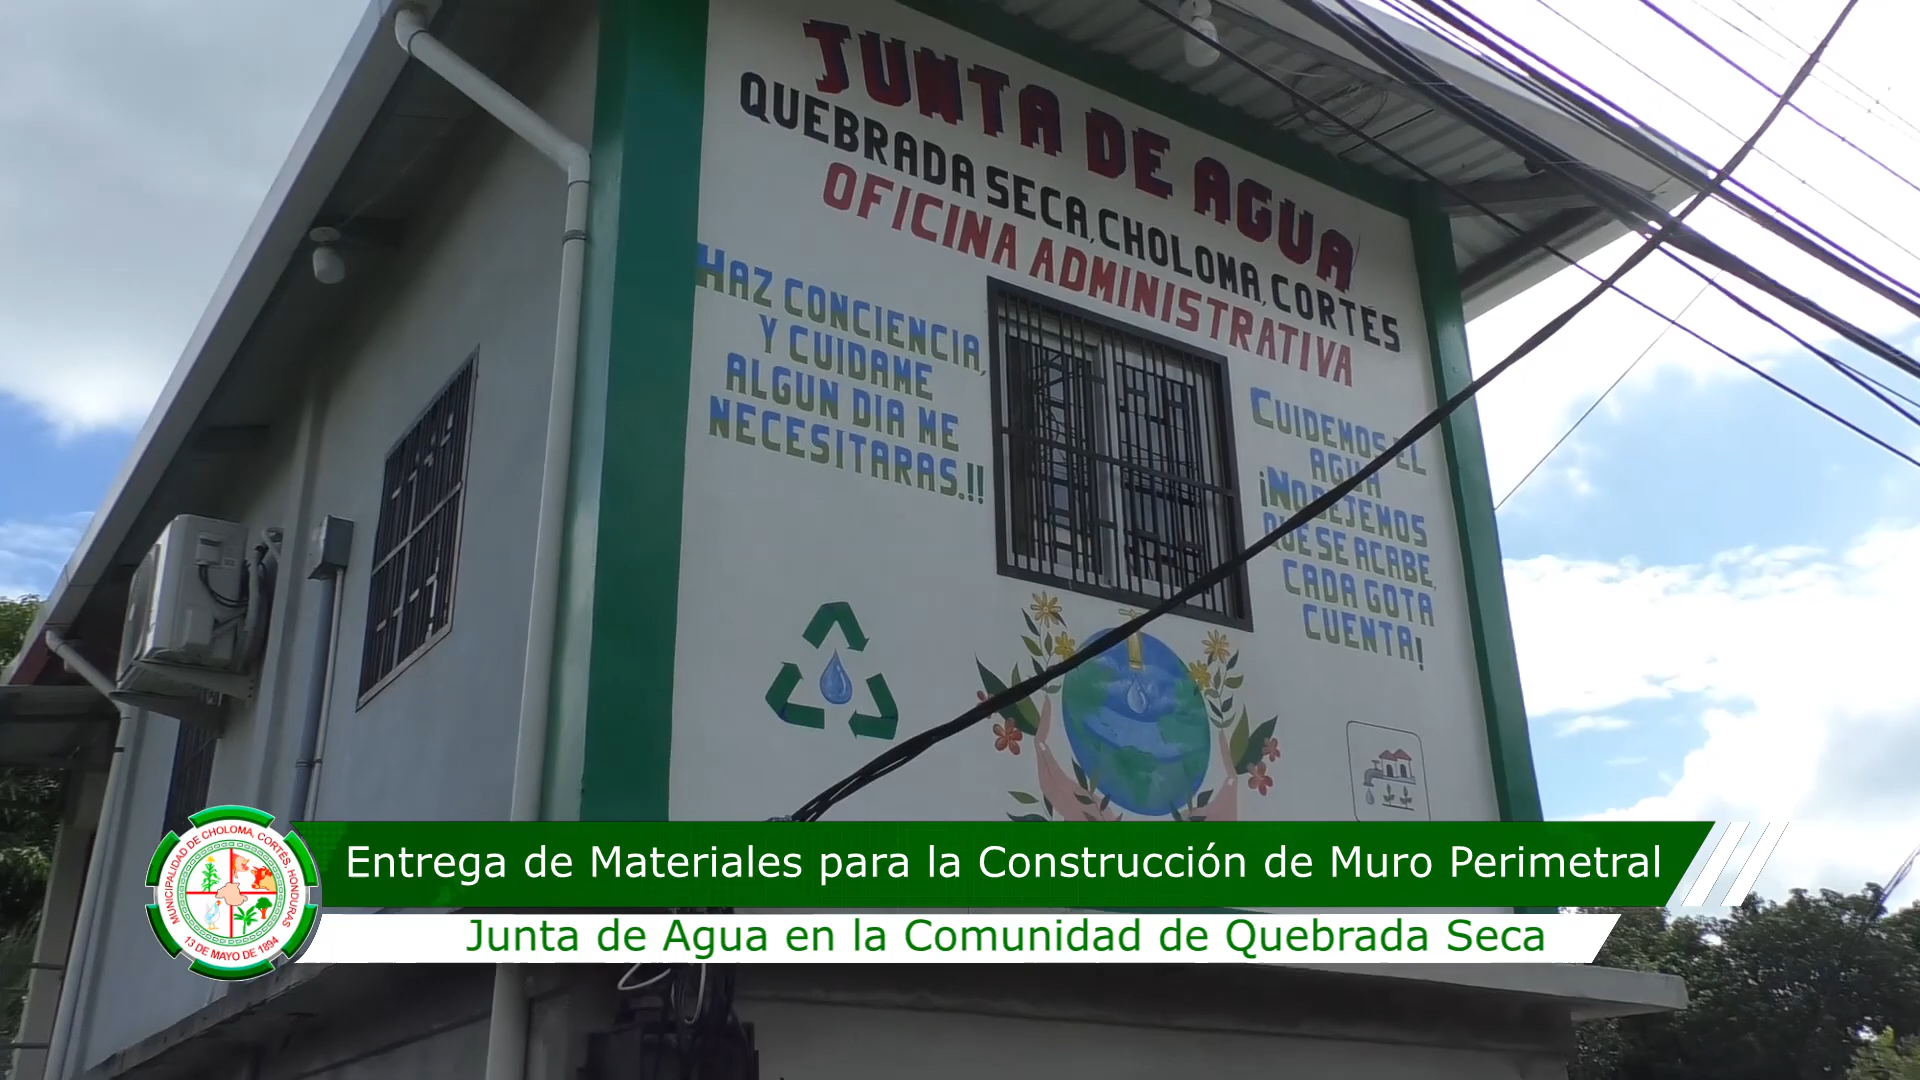 JUNTA DE AGUA
QUEBRADA SECA, CHOLOMA, CORTÉS
OFICINA ADMINISTRATIVA
HAZ CONCIENCIA,
Y CUIDAME
ALGUN DIA ME
NECESITARAS.!!
CUIDEMOS EL
AGUA
¡NO DEJEMOS
QUE SE ACABE,
CADA GOTA
CUENTA!
MUNICIPALIDAD DE CHOLOMA, CORTÉS, HONDURAS
13 DE MAYO DE 1894
Entrega de Materiales para la Construcción de Muro Perimetral
Junta de Agua en la Comunidad de Quebrada Seca